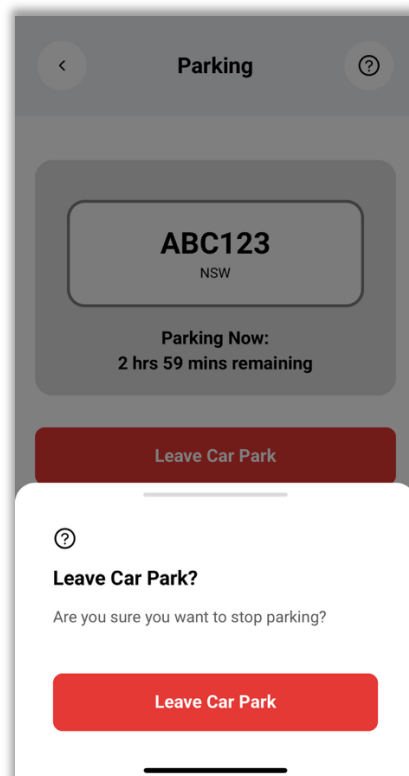 Parking
ABC123
NSW
Parking Now:
2 hrs 59 mins remaining
Leave Car Park
Leave Car Park?
Are you sure you want to stop parking?
Leave Car Park